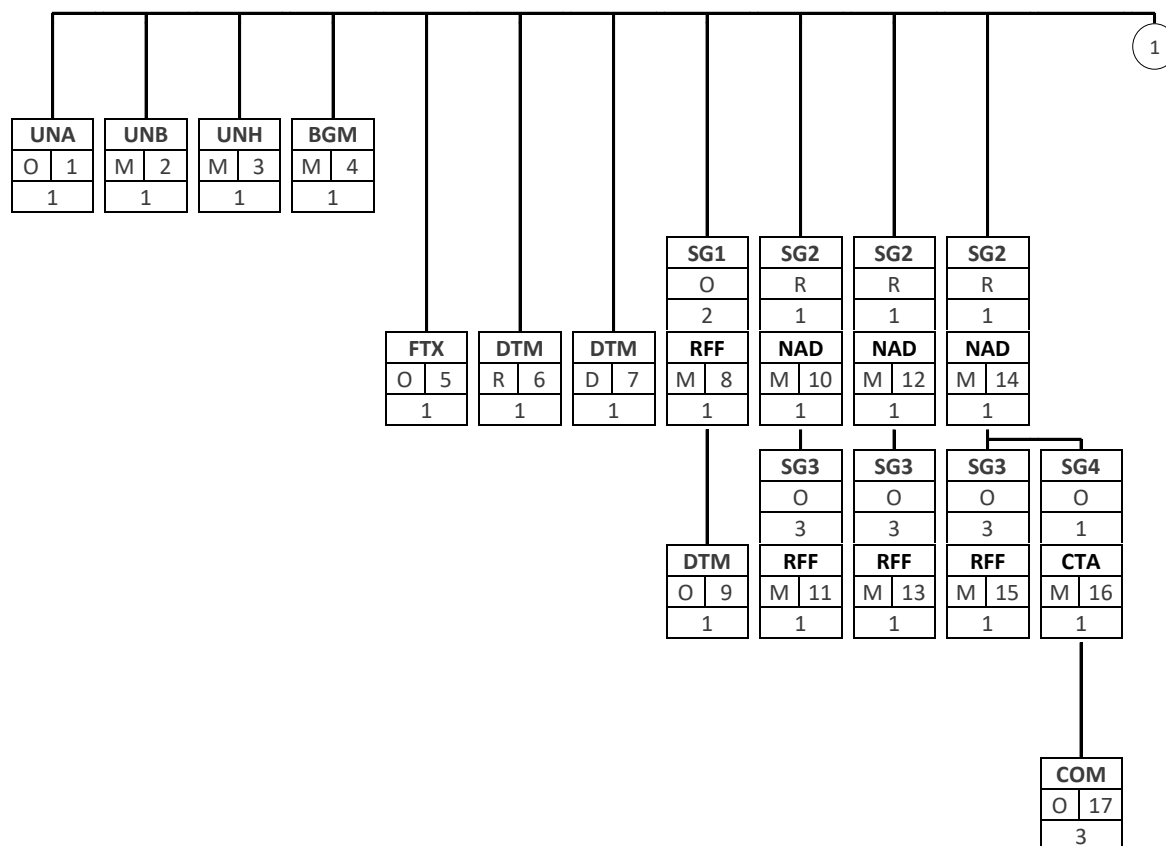 1
UNA UNB UNH BGM
O 1 M 2 M 3 M 4
1 1 1 1
SG1 SG2 SG2 SG2
O R R R
2 1 1 1
FTX DTM DTM RFF NAD NAD NAD
O 5 R 6 D 7 M 8 M 10 M 12 M 14
1 1 1 1 1 1 1
SG3 SG3 SG3 SG4
O O O O
3 3 3 1
DTM RFF RFF RFF CTA
O 9 M 11 M 13 M 15 M 16
1 1 1 1 1
COM
O 17
3